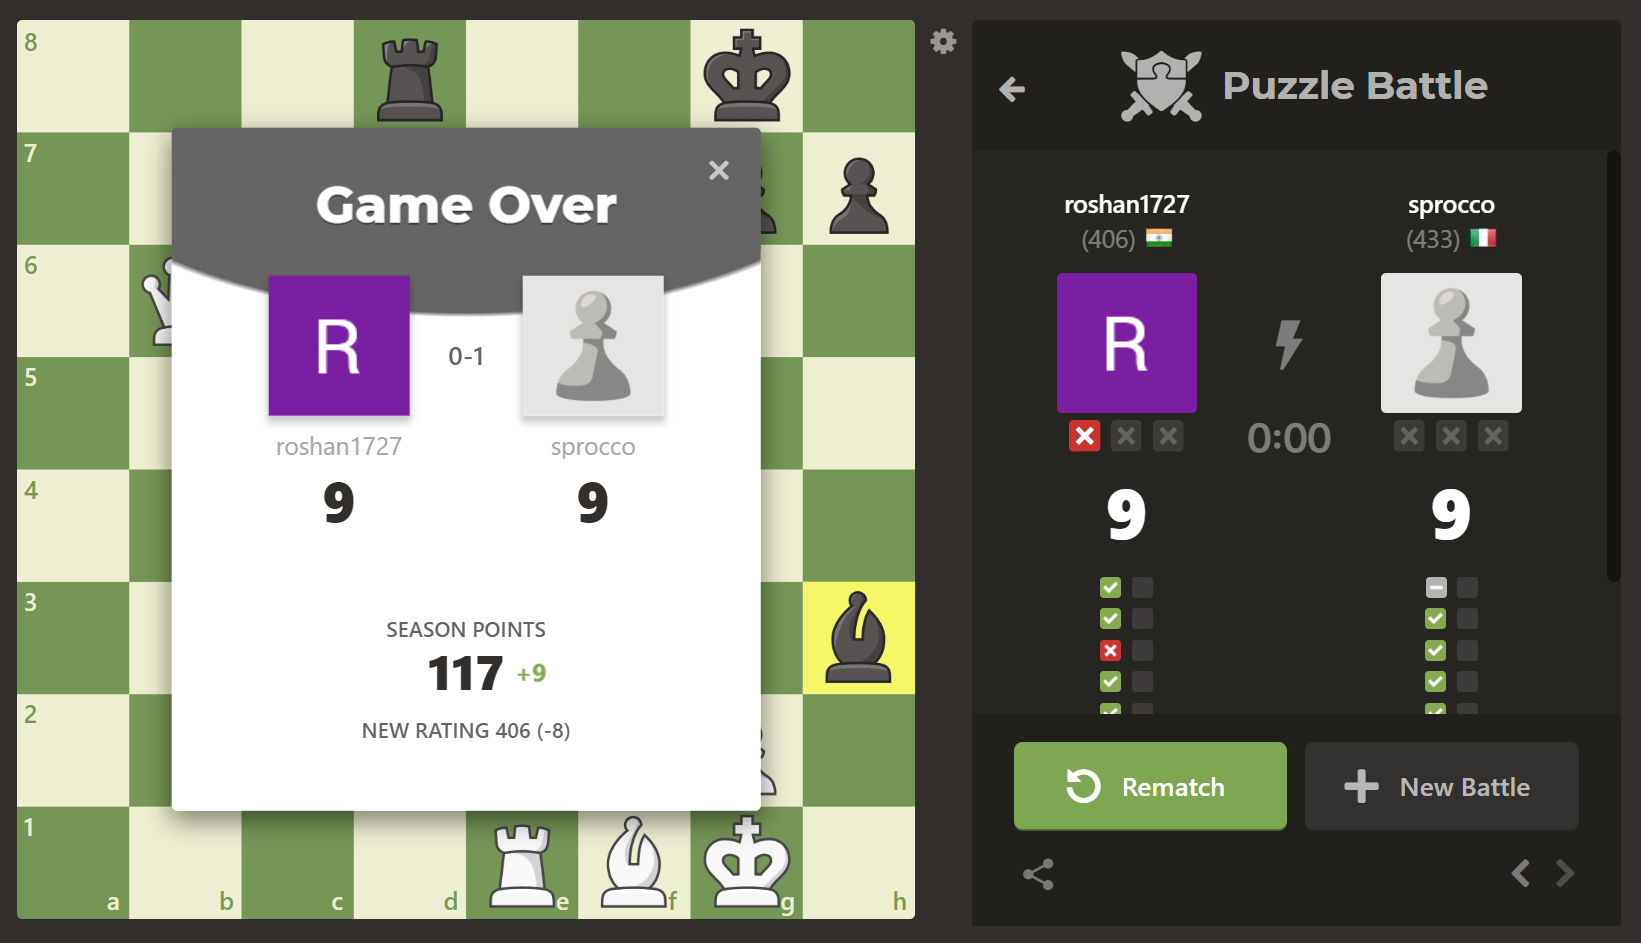 8
7
6
5
4
3
2
1
a
b
c
d
e
f
g
h
Game Over
R
0-1
roshan1727
sprocco
9
9
SEASON POINTS
117 +9
NEW RATING 406 (-8)
Puzzle Battle
roshan1727
(406)
sprocco
(433)
R
0:00
9
9
Rematch
New Battle